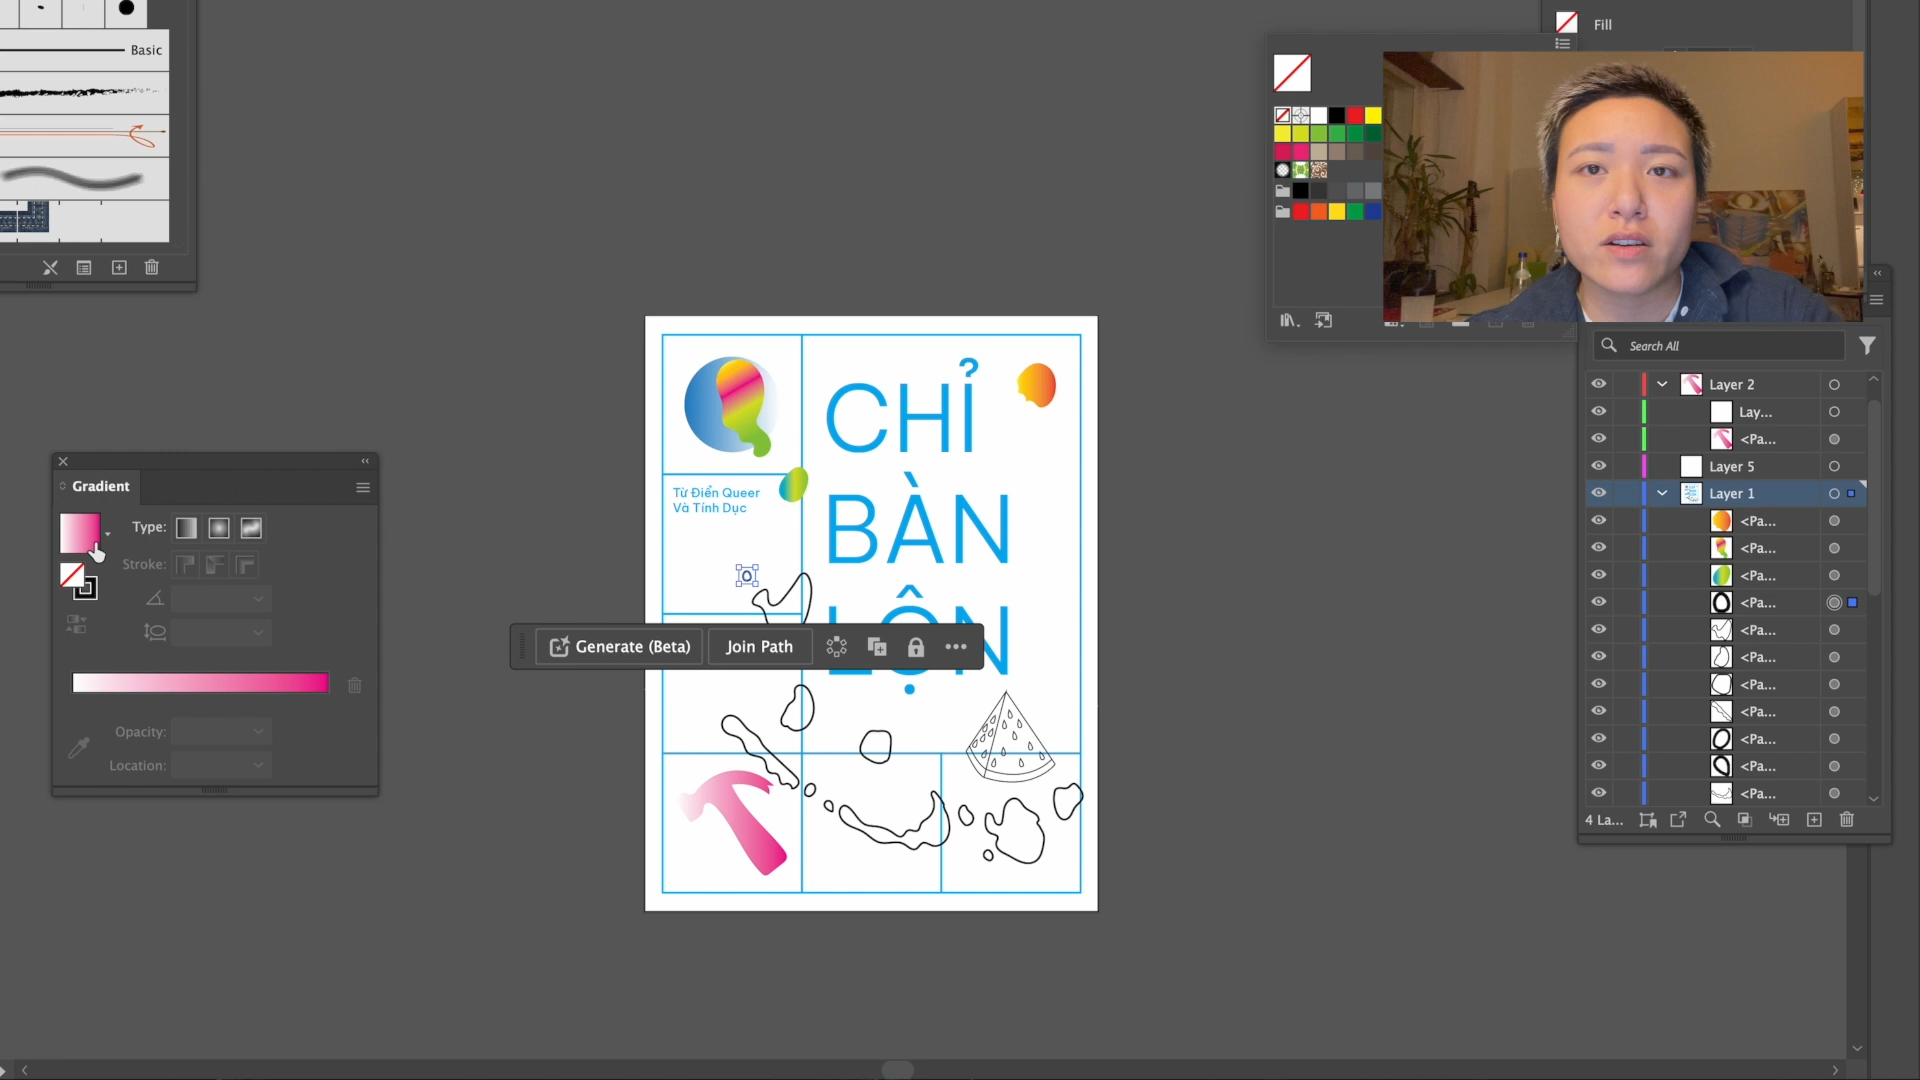 Basic
Fill
Search All
Layer 2
Lay...
<Pa...
Layer 5
Layer 1
<Pa...
<Pa...
<Pa...
<Pa...
<Pa...
<Pa...
<Pa...
<Pa...
<Pa...
<Pa...
<Pa...
4 La...
Gradient
Type:
Stroke:
Opacity:
Location:
CHỈ
BÀN
LỘN
Từ Điển Queer
Và Tính Dục
Generate (Beta)
Join Path